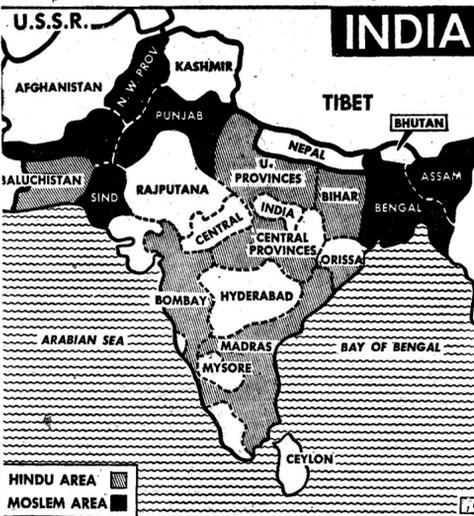 U.S.S.R.
INDIA
AFGHANISTAN
N.W. PROV.
KASHMIR
TIBET
PUNJAB
BHUTAN
NEPAL
U.
PROVINCES
ASSAM
BALUCHISTAN
SIND
RAJPUTANA
BIHAR
BENGAL
CENTRAL
INDIA
CENTRAL
PROVINCES
ORISSA
BOMBAY
HYDERABAD
ARABIAN SEA
BAY OF BENGAL
MADRAS
MYSORE
CEYLON
HINDU AREA
MOSLEM AREA